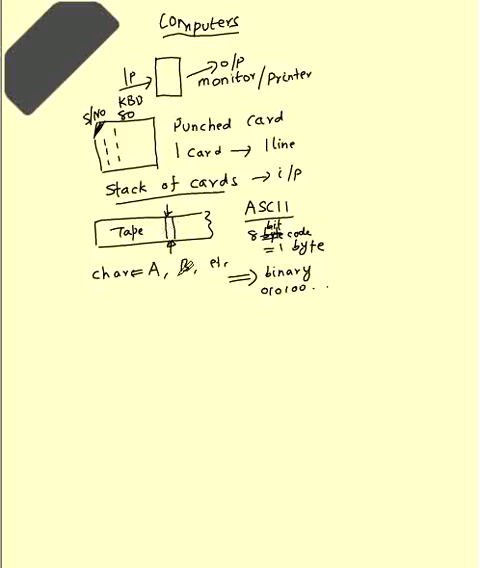 Computers
I/p → o/p
KBD monitor/printer
S/No 80
Punched card
1 card → 1 line
Stack of cards → i/p
ASCII
Tape 8 bit code
= 1 byte
char = A, B, etc ⇒ binary
010100..